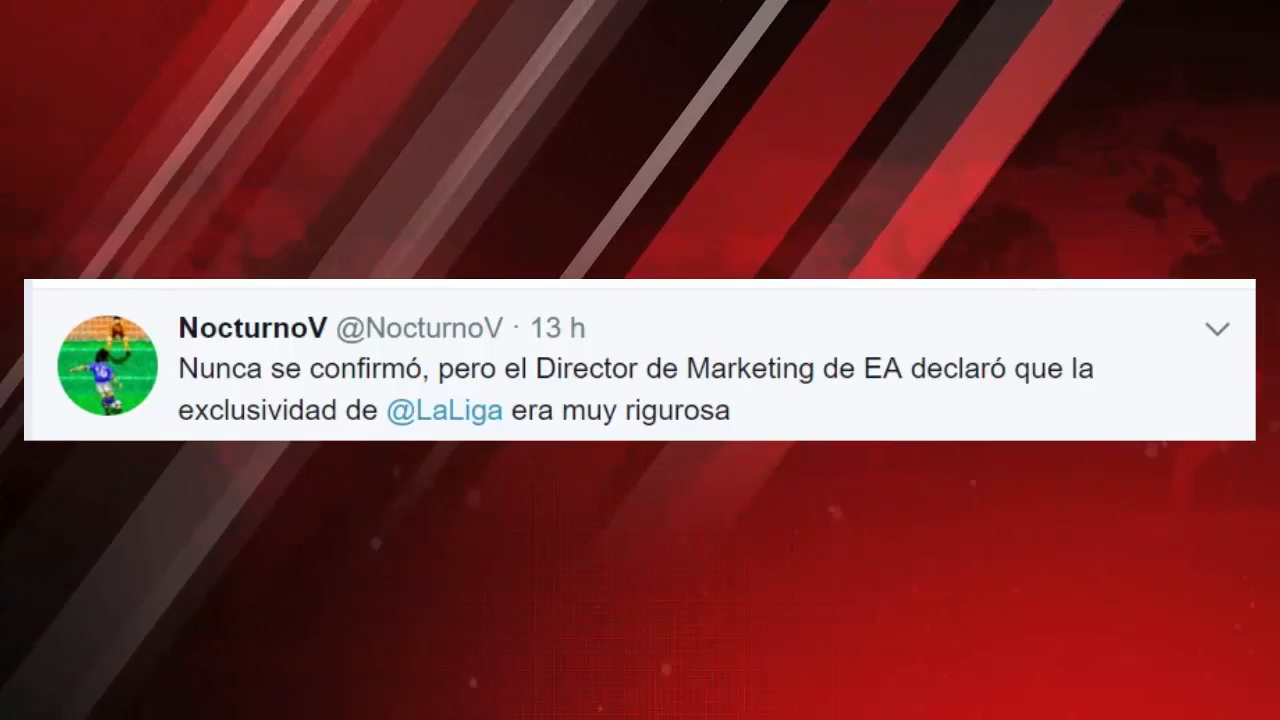 NocturnoV @NocturnoV · 13 h
Nunca se confirmó, pero el Director de Marketing de EA declaró que la
exclusividad de @LaLiga era muy rigurosa